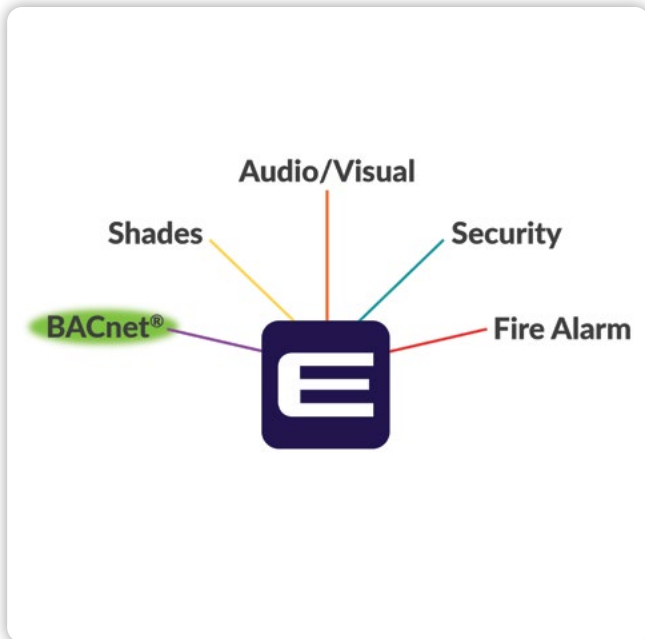 Audio/Visual
Shades
Security
BACnet®
Fire Alarm
E